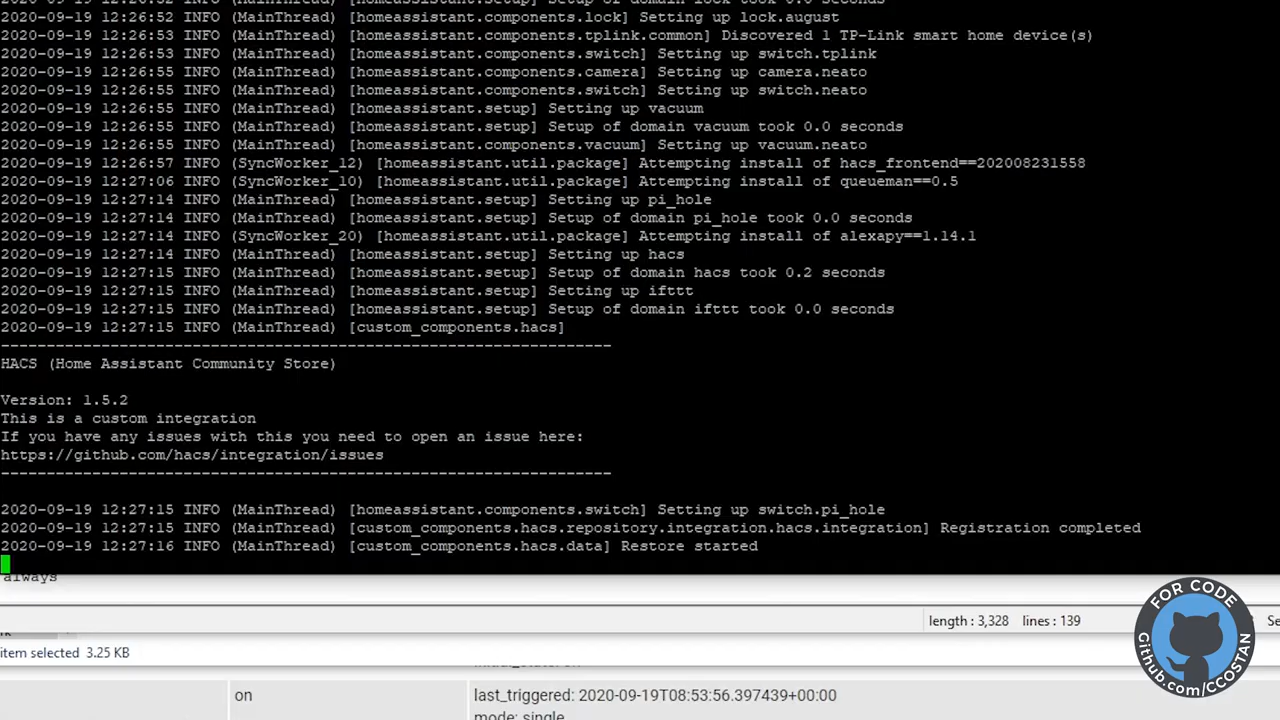 2020-09-19 12:26:52 INFO (MainThread) [homeassistant.setup] Setup of domain lock took 0.0 seconds
2020-09-19 12:26:52 INFO (MainThread) [homeassistant.components.lock] Setting up lock.august
2020-09-19 12:26:53 INFO (MainThread) [homeassistant.components.tplink.common] Discovered 1 TP-Link smart home device(s)
2020-09-19 12:26:53 INFO (MainThread) [homeassistant.components.switch] Setting up switch.tplink
2020-09-19 12:26:55 INFO (MainThread) [homeassistant.components.camera] Setting up camera.neato
2020-09-19 12:26:55 INFO (MainThread) [homeassistant.components.switch] Setting up switch.neato
2020-09-19 12:26:55 INFO (MainThread) [homeassistant.setup] Setting up vacuum
2020-09-19 12:26:55 INFO (MainThread) [homeassistant.setup] Setup of domain vacuum took 0.0 seconds
2020-09-19 12:26:55 INFO (MainThread) [homeassistant.components.vacuum] Setting up vacuum.neato
2020-09-19 12:26:57 INFO (SyncWorker_12) [homeassistant.util.package] Attempting install of hacs_frontend==202008231558
2020-09-19 12:27:06 INFO (SyncWorker_10) [homeassistant.util.package] Attempting install of queueman==0.5
2020-09-19 12:27:14 INFO (MainThread) [homeassistant.setup] Setting up pi_hole
2020-09-19 12:27:14 INFO (MainThread) [homeassistant.setup] Setup of domain pi_hole took 0.0 seconds
2020-09-19 12:27:14 INFO (SyncWorker_20) [homeassistant.util.package] Attempting install of alexapy==1.14.1
2020-09-19 12:27:14 INFO (MainThread) [homeassistant.setup] Setting up hacs
2020-09-19 12:27:15 INFO (MainThread) [homeassistant.setup] Setup of domain hacs took 0.2 seconds
2020-09-19 12:27:15 INFO (MainThread) [homeassistant.setup] Setting up ifttt
2020-09-19 12:27:15 INFO (MainThread) [homeassistant.setup] Setup of domain ifttt took 0.0 seconds
2020-09-19 12:27:15 INFO (MainThread) [custom_components.hacs]
-------------------------------------------------------------------
HACS (Home Assistant Community Store)
Version: 1.5.2
This is a custom integration
If you have any issues with this you need to open an issue here:
https://github.com/hacs/integration/issues
-------------------------------------------------------------------
2020-09-19 12:27:15 INFO (MainThread) [homeassistant.components.switch] Setting up switch.pi_hole
2020-09-19 12:27:15 INFO (MainThread) [custom_components.hacs.repository.integration.hacs.integration] Registration completed
2020-09-19 12:27:16 INFO (MainThread) [custom_components.hacs.data] Restore started
always
length : 3,328 lines : 139
item selected 3.25 KB
on
last_triggered: 2020-09-19T08:53:56.397439+00:00
mode: single
FOR CODE
Github.com/CCOSTAN